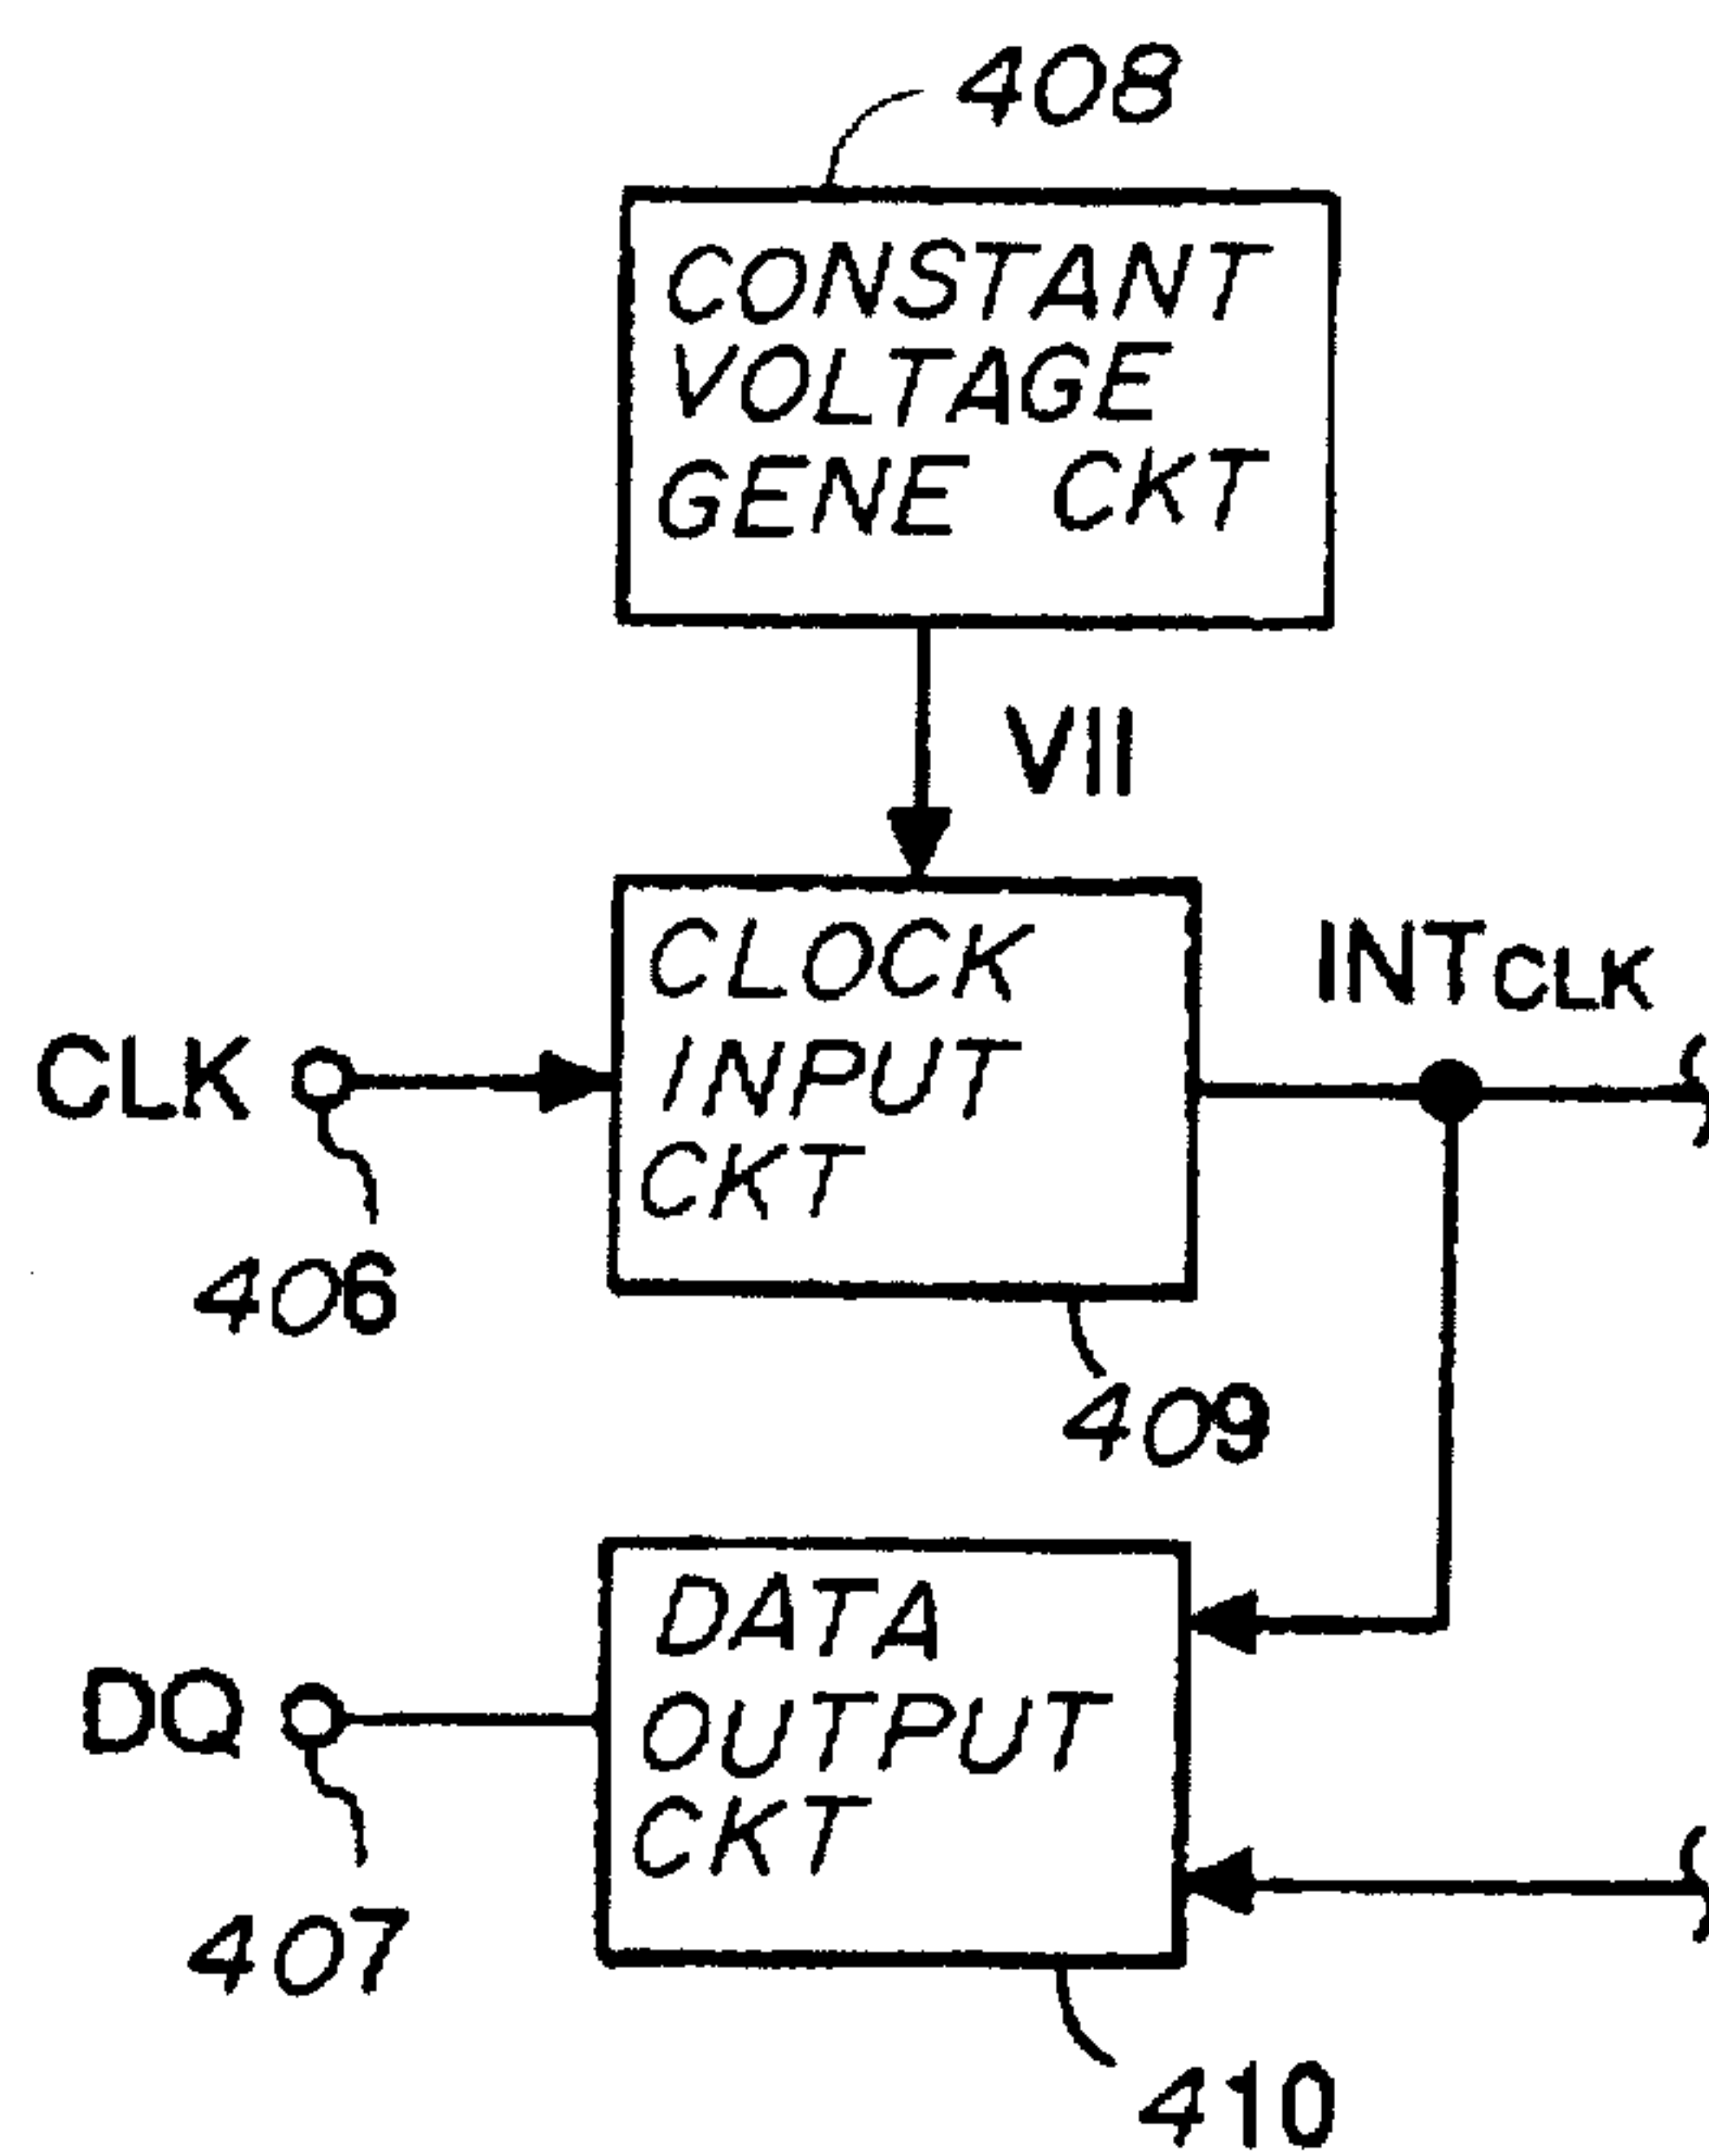 408
CONSTANT
VOLTAGE
GENE CKT
VII
CLOCK
INPUT
CKT
INTCLK
CLK
406
409
DATA
OUTPUT
CKT
DQ
407
410